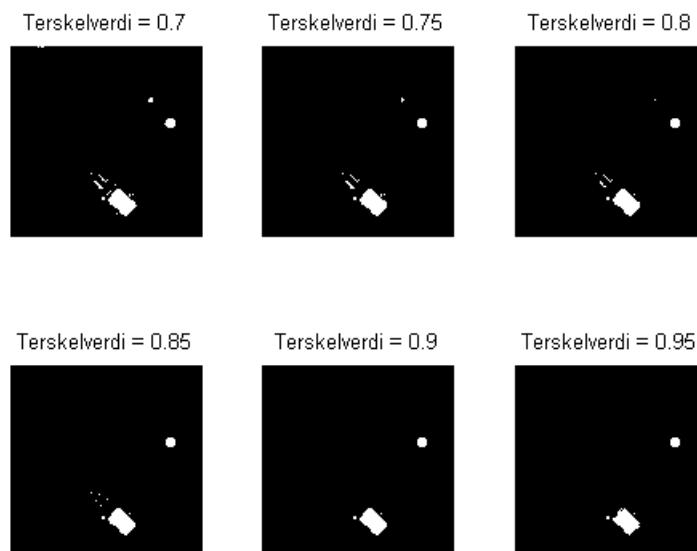 Terskelverdi = 0.7
Terskelverdi = 0.75
Terskelverdi = 0.8
Terskelverdi = 0.85
Terskelverdi = 0.9
Terskelverdi = 0.95